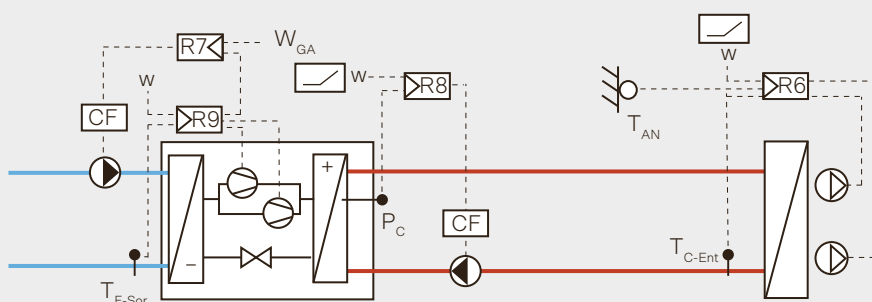 R7
W_GA
w
R8
w
R6
w
CF
R9
T_AN
+
P_C
CF
−
T_C-Ent
T_E-Sor